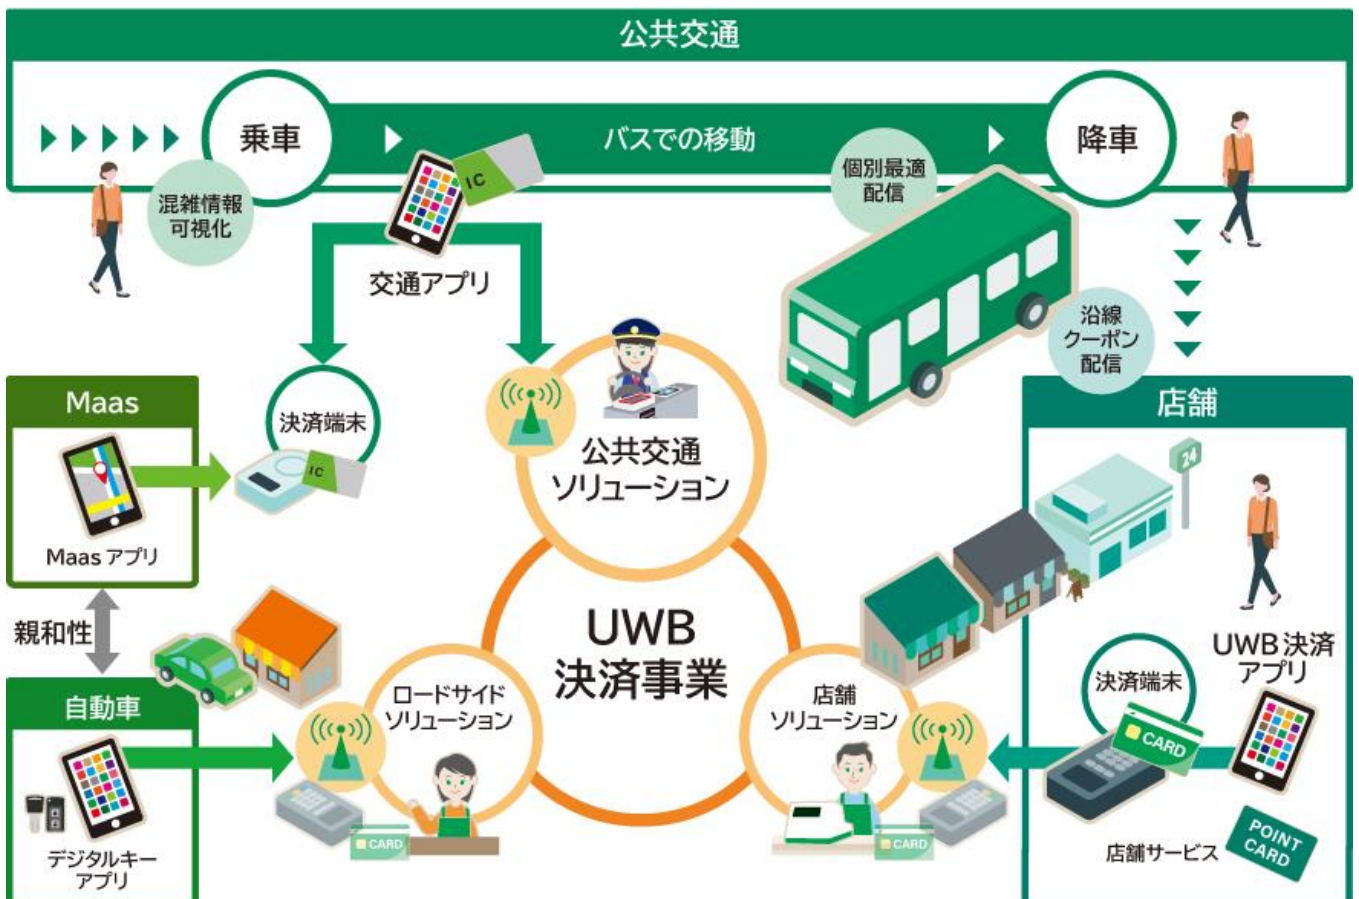 公共交通
乗車
バスでの移動
降車
混雑情報
可視化
IC
個別最適
配信
交通アプリ
沿線
クーポン
配信
Maas
決済端末
IC
Maas アプリ
公共交通
ソリューション
店舗
24
親和性
UWB
決済事業
自動車
ロードサイド
ソリューション
店舗
ソリューション
決済端末
UWB 決済
アプリ
CARD
デジタルキー
アプリ
CARD
CARD
店舗サービス
POINT
CARD